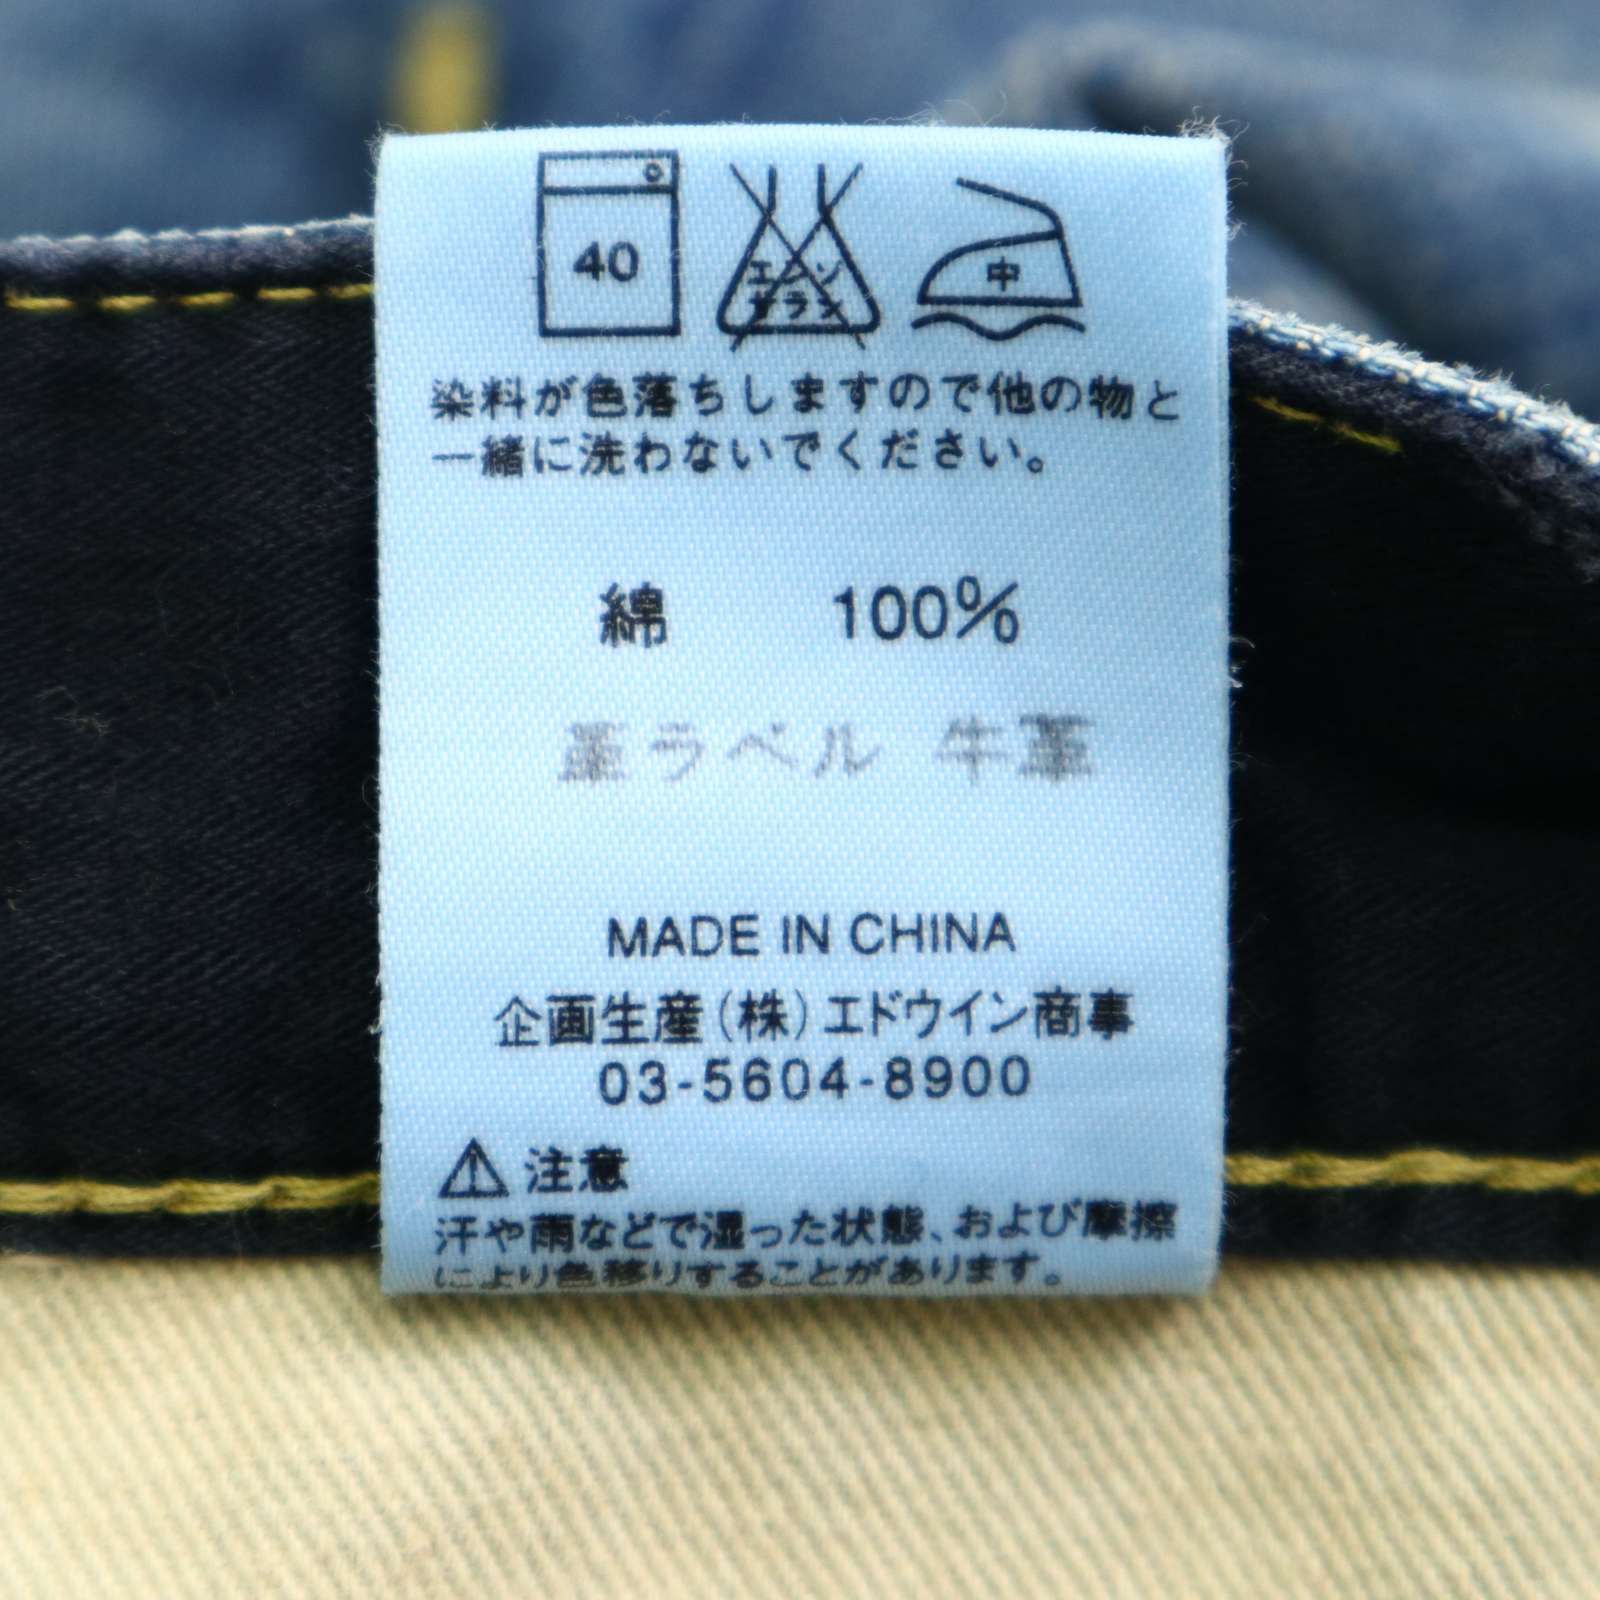 40
エンソ
サラシ
中
染料が色落ちしますので他の物と
一緒に洗わないでください。
綿 100%
革ラベル 牛革
MADE IN CHINA
企画生産(株)エドウイン商事
03-5604-8900
注意
汗や雨などで湿った状態、および摩擦
により色移りすることがあります。